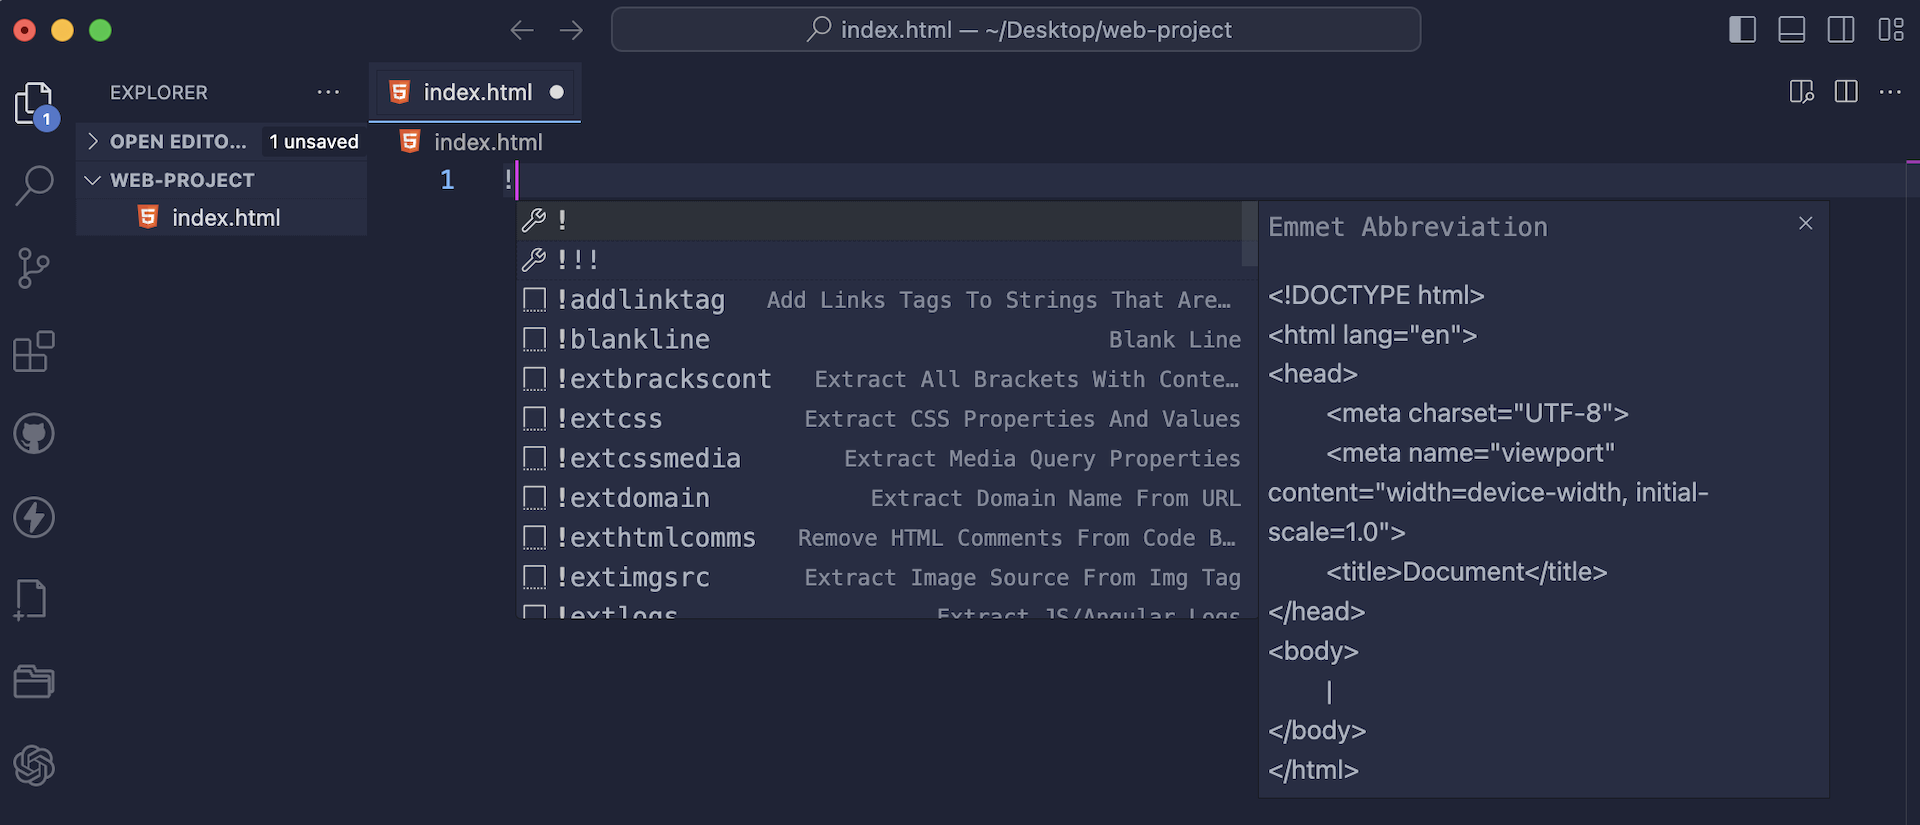 index.html — ~/Desktop/web-project
EXPLORER
index.html
1
OPEN EDITO... 1 unsaved
index.html
WEB-PROJECT
1 !
index.html
!
!!!
!addlinktag Add Links Tags To Strings That Are…
!blankline Blank Line
!extbrackscont Extract All Brackets With Conte…
!extcss Extract CSS Properties And Values
!extcssmedia Extract Media Query Properties
!extdomain Extract Domain Name From URL
!exthtmlcomms Remove HTML Comments From Code B…
!extimgsrc Extract Image Source From Img Tag
!extlogs Extract JS/Angular Logs
Emmet Abbreviation
<!DOCTYPE html>
<html lang="en">
<head>
<meta charset="UTF-8">
<meta name="viewport"
content="width=device-width, initial-
scale=1.0">
<title>Document</title>
</head>
<body>
|
</body>
</html>